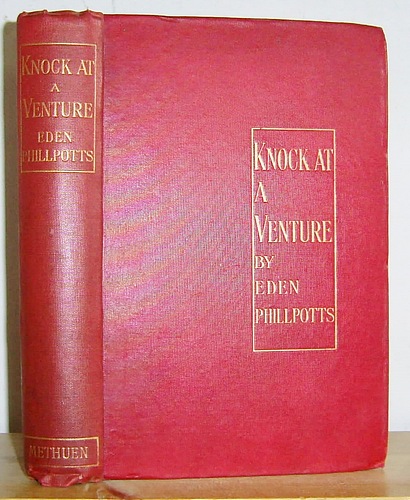 KNOCK AT
A
VENTURE
EDEN
PHILLPOTTS
METHUEN
KNOCK AT
A
VENTURE
BY
EDEN
PHILLPOTTS